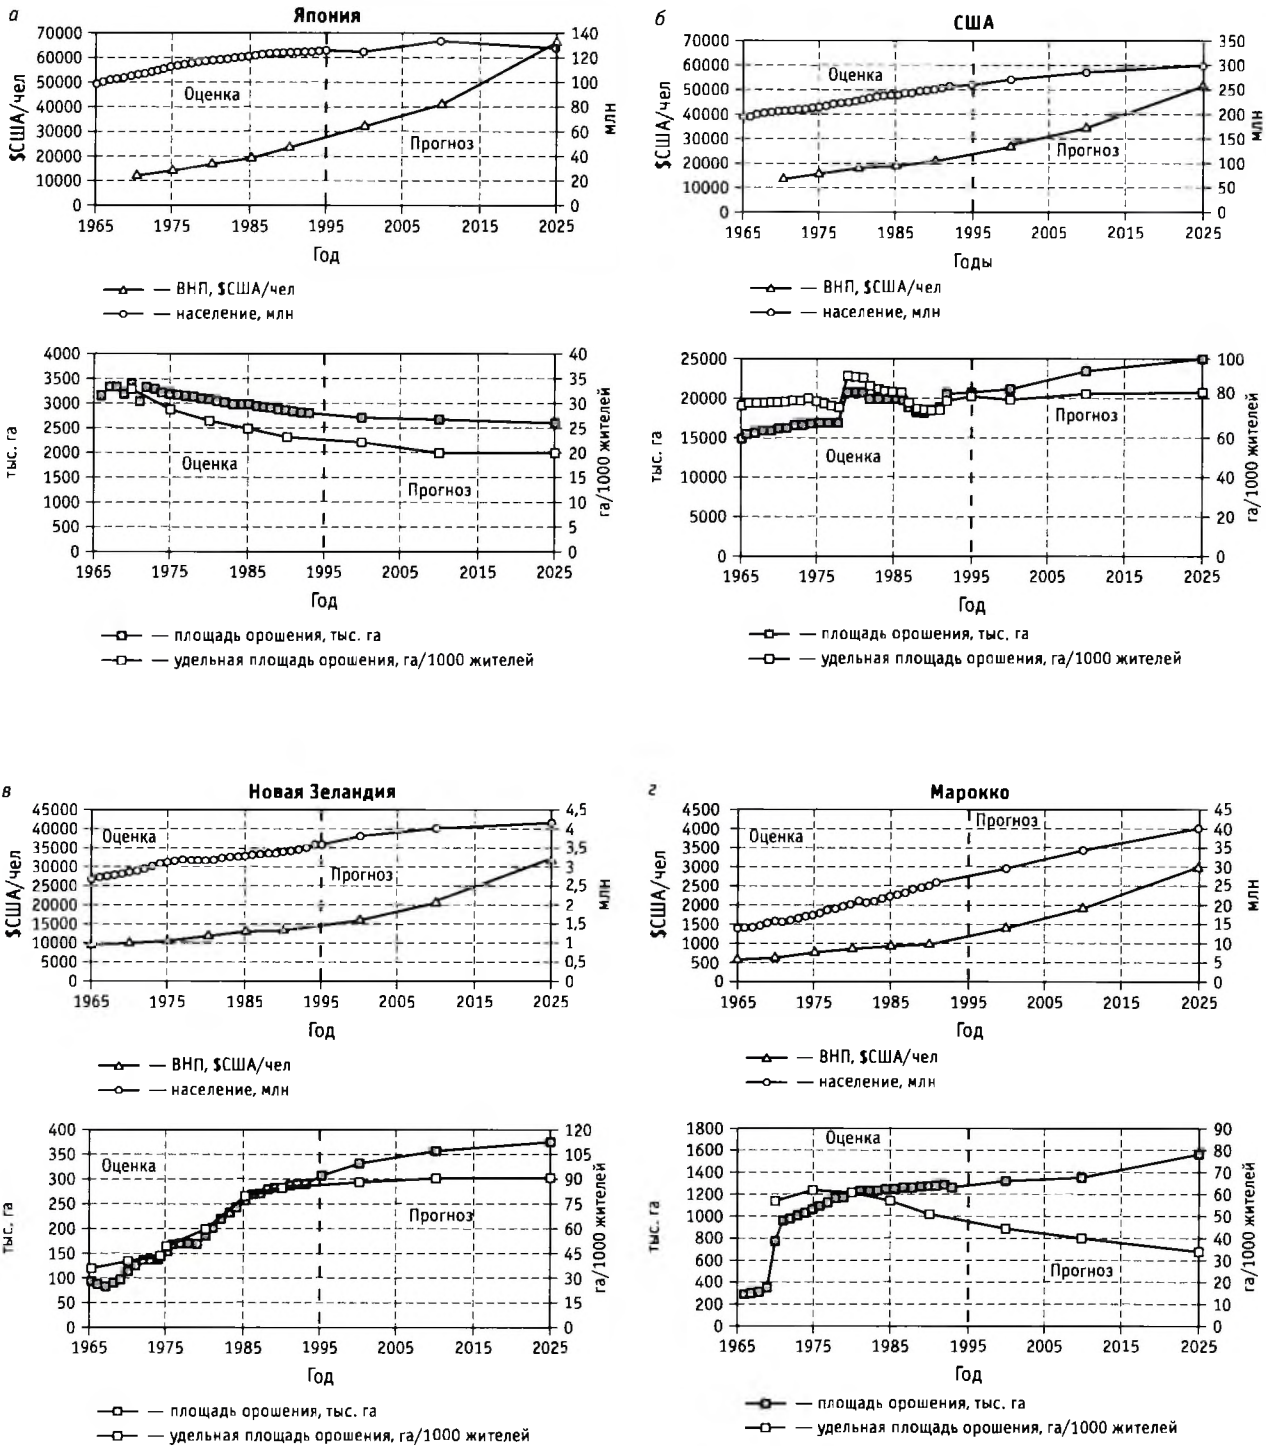 а
Япония
70000
60000
50000
40000
30000
20000
10000
0
$США/чел
140
120
100
80
60
40
20
0
млн
Оценка
Прогноз
1965 1975 1985 1995 2005 2015 2025
Год
— ВНП, $США/чел
— население, млн
4000
3500
3000
2500
2000
1500
1000
500
0
тыс. га
40
35
30
25
20
15
10
5
0
га/1000 жителей
Оценка
Прогноз
1965 1975 1985 1995 2005 2015 2025
Год
— площадь орошения, тыс. га
— удельная площадь орошения, га/1000 жителей
б
США
70000
60000
50000
40000
30000
20000
10000
0
$США/чел
350
300
250
200
150
100
50
0
млн
Оценка
Прогноз
1965 1975 1985 1995 2005 2015 2025
Годы
— ВНП, $США/чел
— население, млн
25000
20000
15000
10000
5000
0
тыс. га
100
80
60
40
20
0
га/1000 жителей
Оценка
Прогноз
1965 1975 1985 1995 2005 2015 2025
Год
— площадь орошения, тыс. га
— удельная площадь орошения, га/1000 жителей
в
Новая Зеландия
45000
40000
35000
30000
25000
20000
15000
10000
5000
0
$США/чел
4,5
4
3,5
3
2,5
2
1,5
1
0,5
0
млн
Оценка
Прогноз
1965 1975 1985 1995 2005 2015 2025
Год
— ВНП, $США/чел
— население, млн
400
350
300
250
200
150
100
50
0
тыс. га
120
105
90
75
60
45
30
15
0
га/1000 жителей
Оценка
Прогноз
1965 1975 1985 1995 2005 2015 2025
Год
— площадь орошения, тыс. га
— удельная площадь орошения, га/1000 жителей
г
Марокко
4500
4000
3500
3000
2500
2000
1500
1000
500
0
$США/чел
45
40
35
30
25
20
15
10
5
0
млн
Оценка
Прогноз
1965 1975 1985 1995 2005 2015 2025
Год
— ВНП, $США/чел
— население, млн
1800
1600
1400
1200
1000
800
600
400
200
0
тыс. га
90
80
70
60
50
40
30
20
10
0
га/1000 жителей
Оценка
Прогноз
1965 1975 1985 1995 2005 2015 2025
Год
— площадь орошения, тыс. га
— удельная площадь орошения, га/1000 жителей